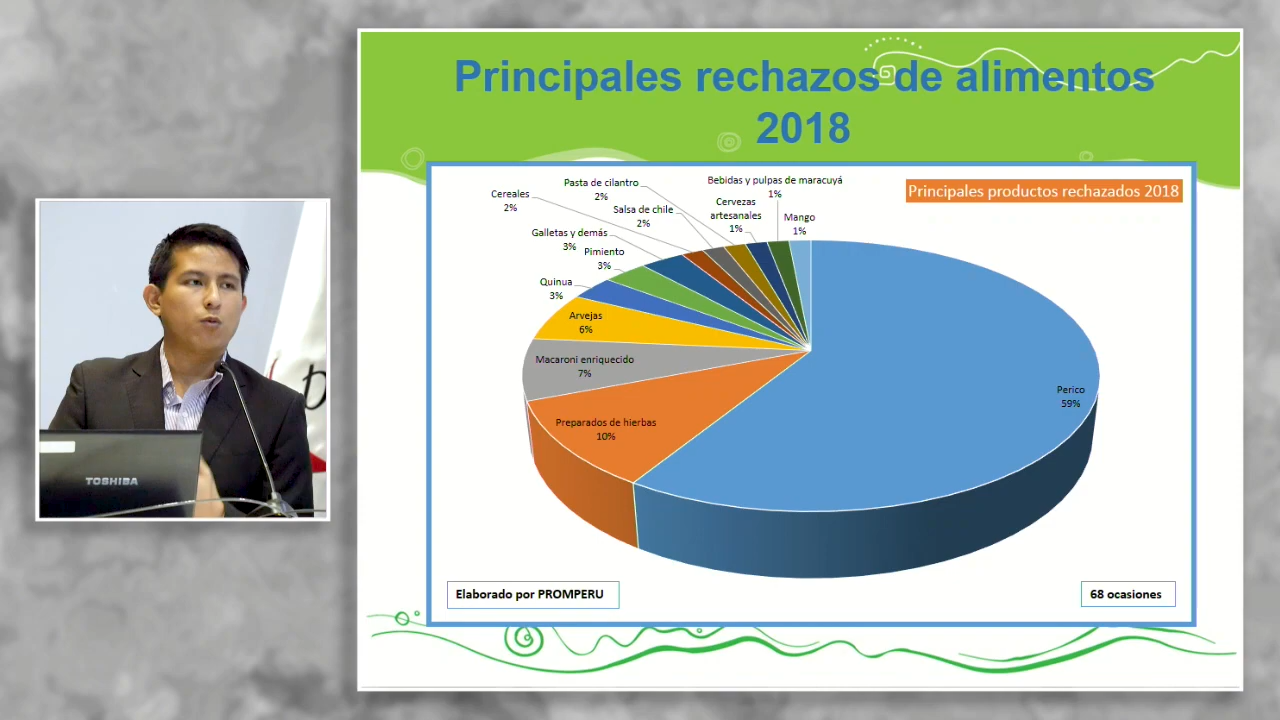 Principales rechazos de alimentos
2018
Principales productos rechazados 2018
Bebidas y pulpas de maracuyá
1%
Pasta de cilantro
2%
Cereales
2%
Cervezas
artesanales
1%
Salsa de chile
2%
Mango
1%
Galletas y demás
3%
Pimiento
3%
Quinua
3%
Arvejas
6%
Macaroni enriquecido
7%
Perico
59%
Preparados de hierbas
10%
Elaborado por PROMPERU
68 ocasiones
TOSHIBA